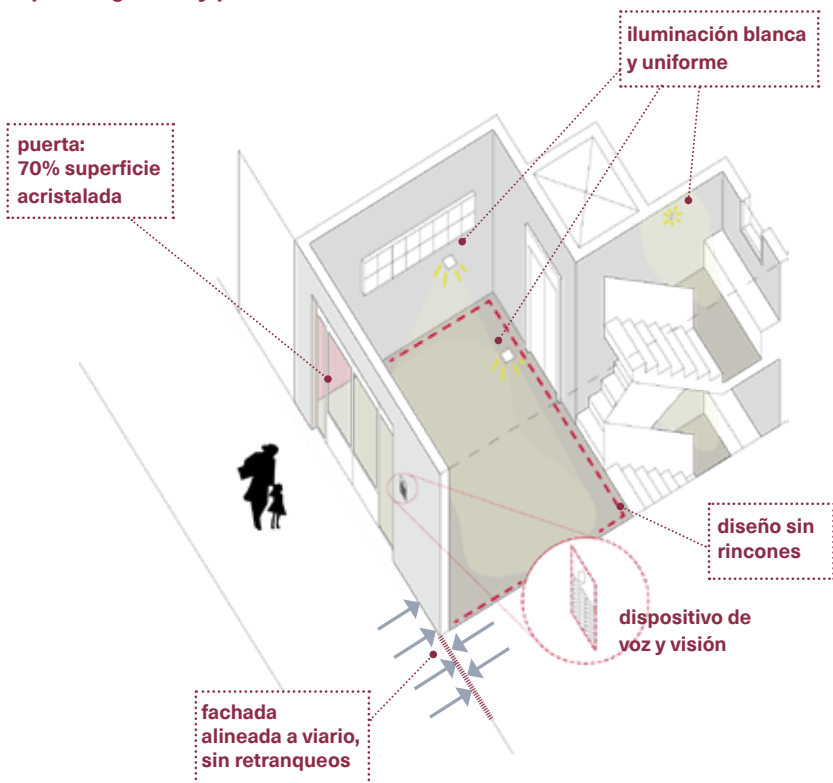 iluminación blanca
y uniforme
puerta:
70% superficie
acristalada
diseño sin
rincones
dispositivo de
voz y visión
fachada
alineada a viario,
sin retranqueos